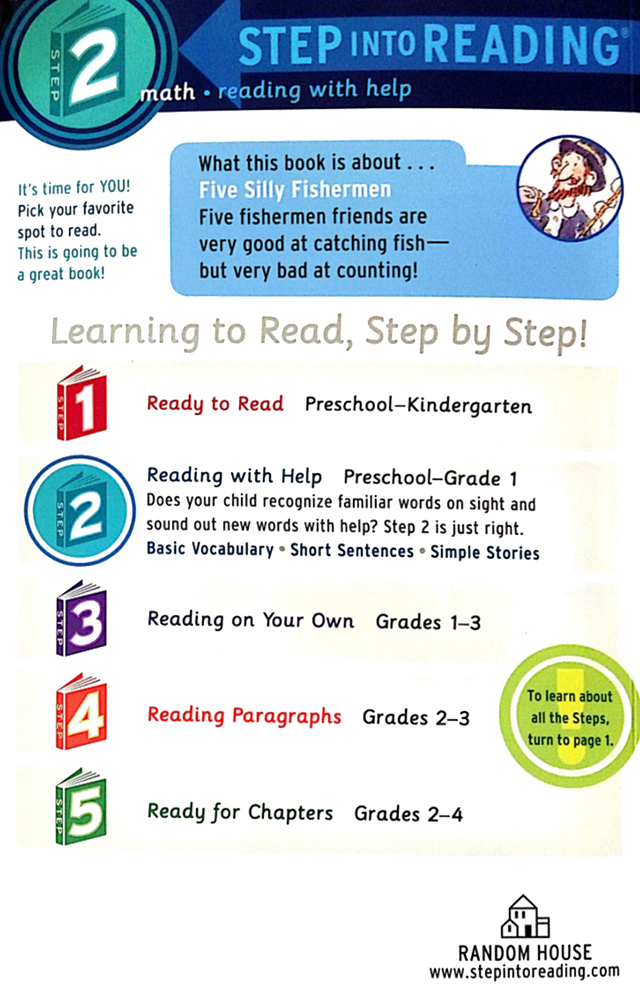 STEP 2
STEP INTO READING®
math • reading with help
It's time for YOU!
Pick your favorite
spot to read.
This is going to be
a great book!
What this book is about . . .
Five Silly Fishermen
Five fishermen friends are
very good at catching fish—
but very bad at counting!
Learning to Read, Step by Step!
STEP 1
Ready to Read Preschool–Kindergarten
STEP 2
Reading with Help Preschool–Grade 1
Does your child recognize familiar words on sight and
sound out new words with help? Step 2 is just right.
Basic Vocabulary • Short Sentences • Simple Stories
STEP 3
Reading on Your Own Grades 1–3
STEP 4
Reading Paragraphs Grades 2–3
To learn about
all the Steps,
turn to page 1.
STEP 5
Ready for Chapters Grades 2–4
RANDOM HOUSE
www.stepintoreading.com